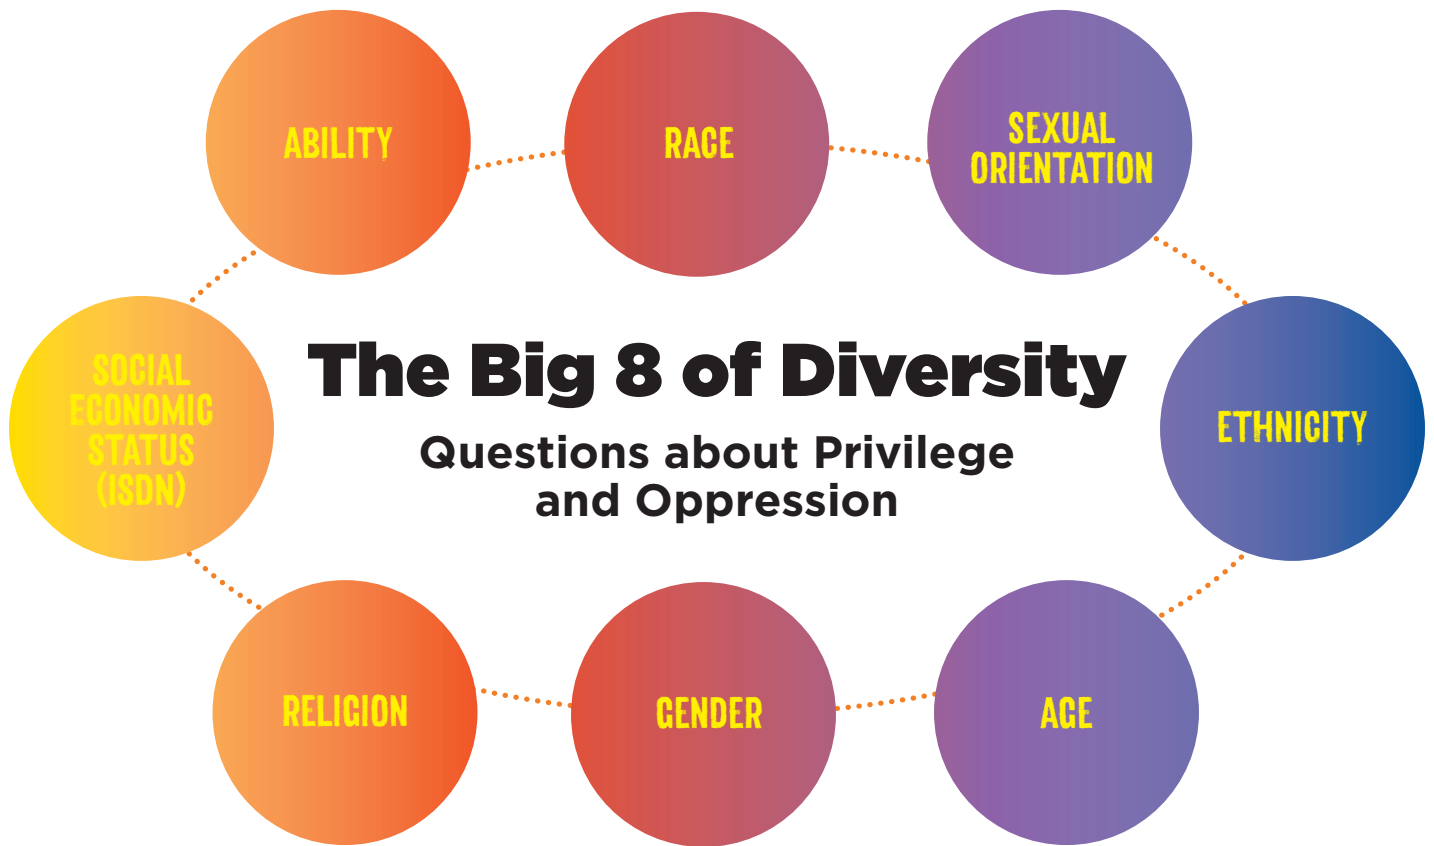 ABILITY
RACE
SEXUAL
ORIENTATION
SOCIAL
ECONOMIC
STATUS
(ISDN)
The Big 8 of Diversity
Questions about Privilege
and Oppression
ETHNICITY
RELIGION
GENDER
AGE